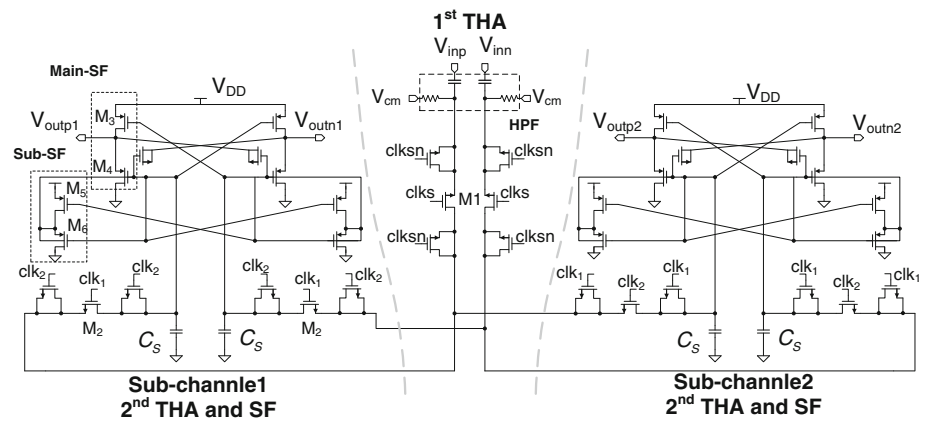 1st THA
Vinp Vinn
Vcm Vcm
HPF
clksn clksn
clks M1 clks
clksn clksn
Main-SF
VDD
M3
Voutp1 Voutn1
Sub-SF
M4
M5
M6
clk2 clk1 clk2 clk2 clk1 clk2
M2 M2
CS CS
Sub-channle1
2nd THA and SF
VDD
Voutp2 Voutn2
clk1 clk2 clk1 clk1 clk2 clk1
CS CS
Sub-channle2
2nd THA and SF